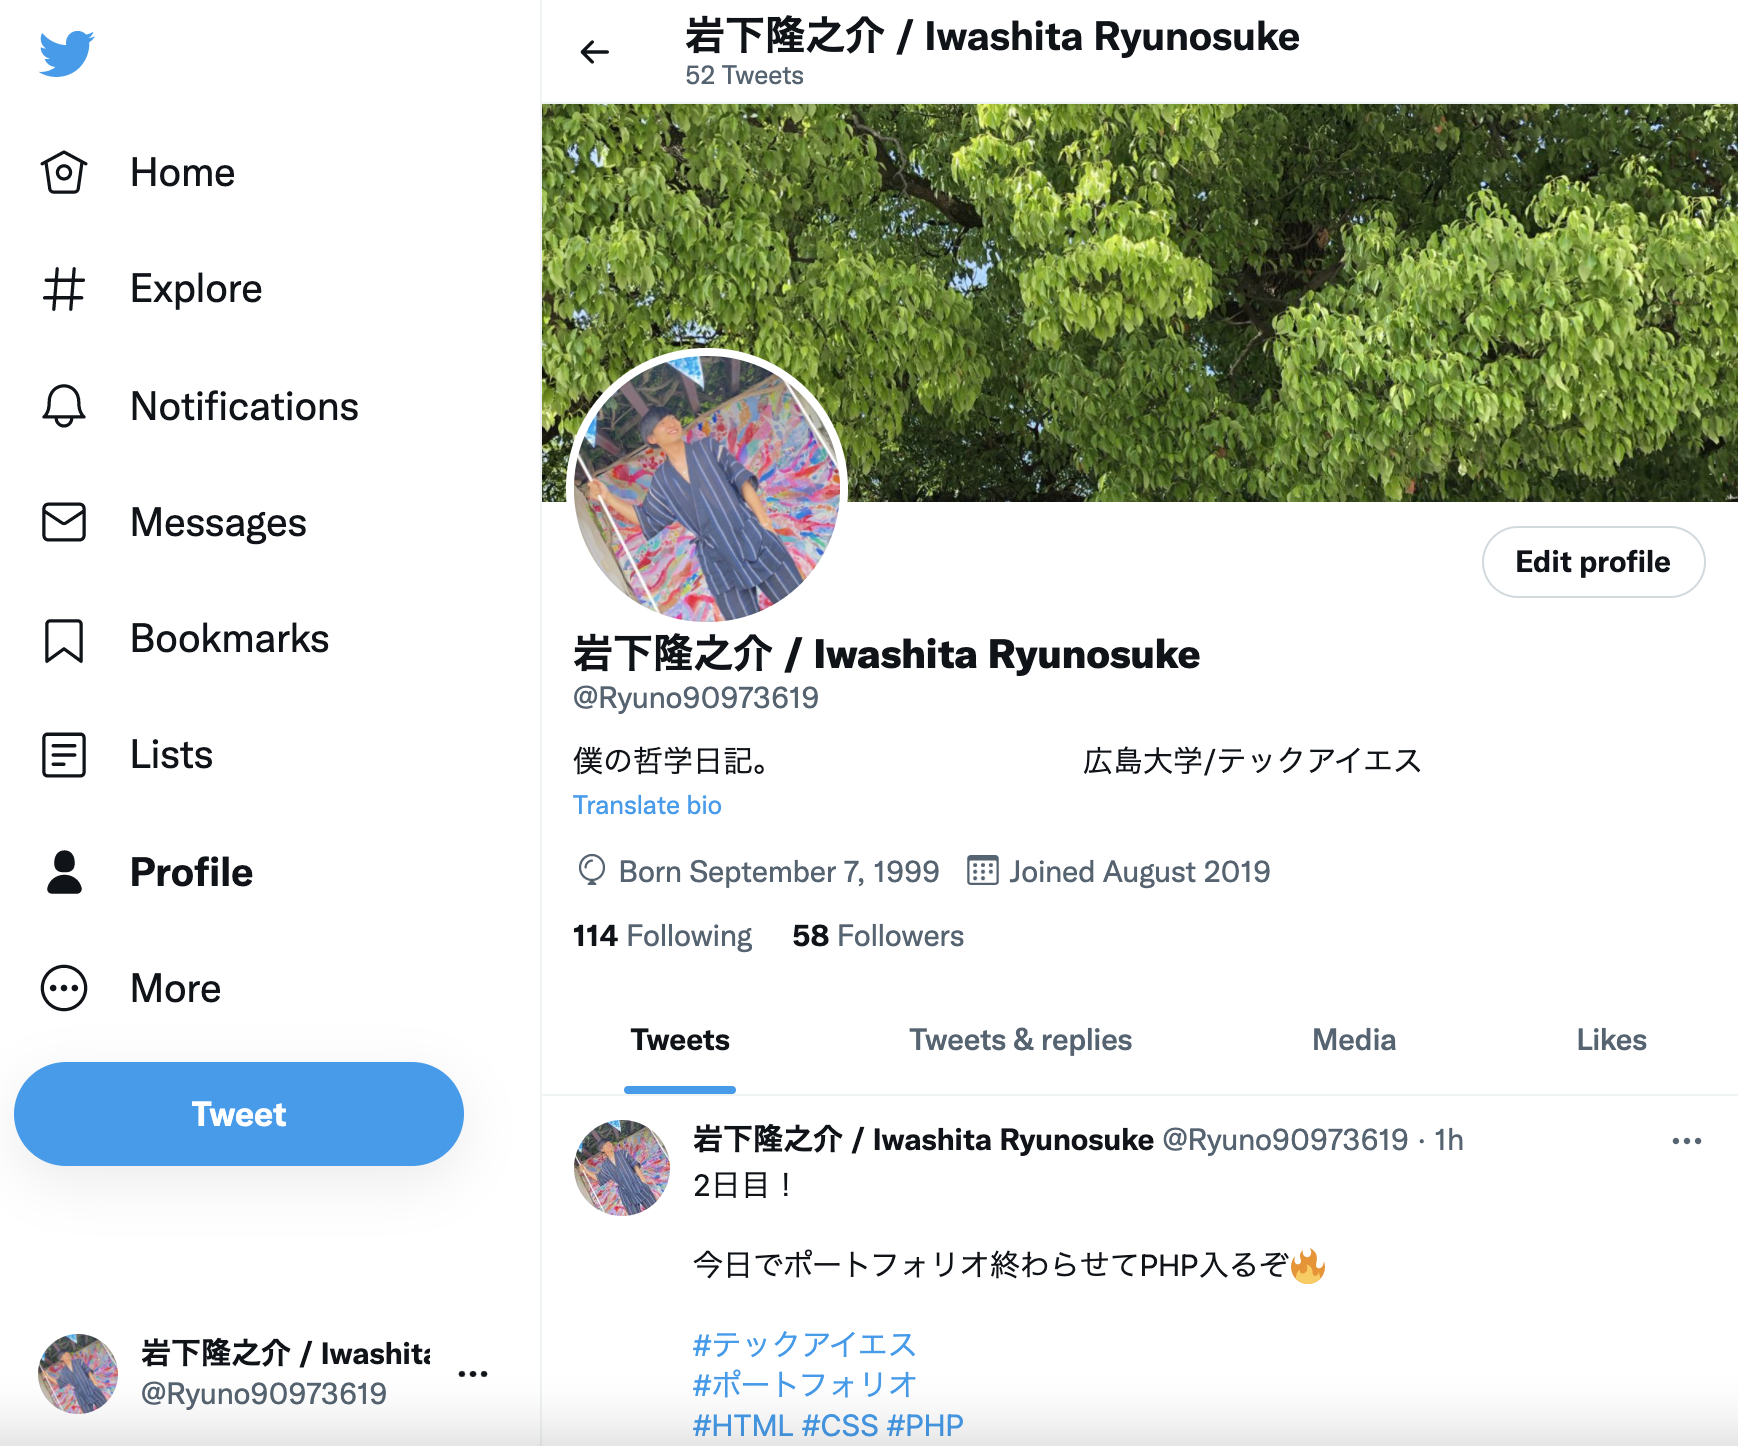 岩下隆之介 / Iwashita Ryunosuke
52 Tweets
Home
Explore
Notifications
Messages
Bookmarks
Lists
Profile
More
Tweet
岩下隆之介 / Iwashita
@Ryuno90973619
Edit profile
岩下隆之介 / Iwashita Ryunosuke
@Ryuno90973619
僕の哲学日記。 広島大学/テックアイエス
Translate bio
Born September 7, 1999 Joined August 2019
114 Following 58 Followers
Tweets Tweets & replies Media Likes
岩下隆之介 / Iwashita Ryunosuke @Ryuno90973619 · 1h
2日目！
今日でポートフォリオ終わらせてPHP入るぞ🔥
#テックアイエス
#ポートフォリオ
#HTML #CSS #PHP